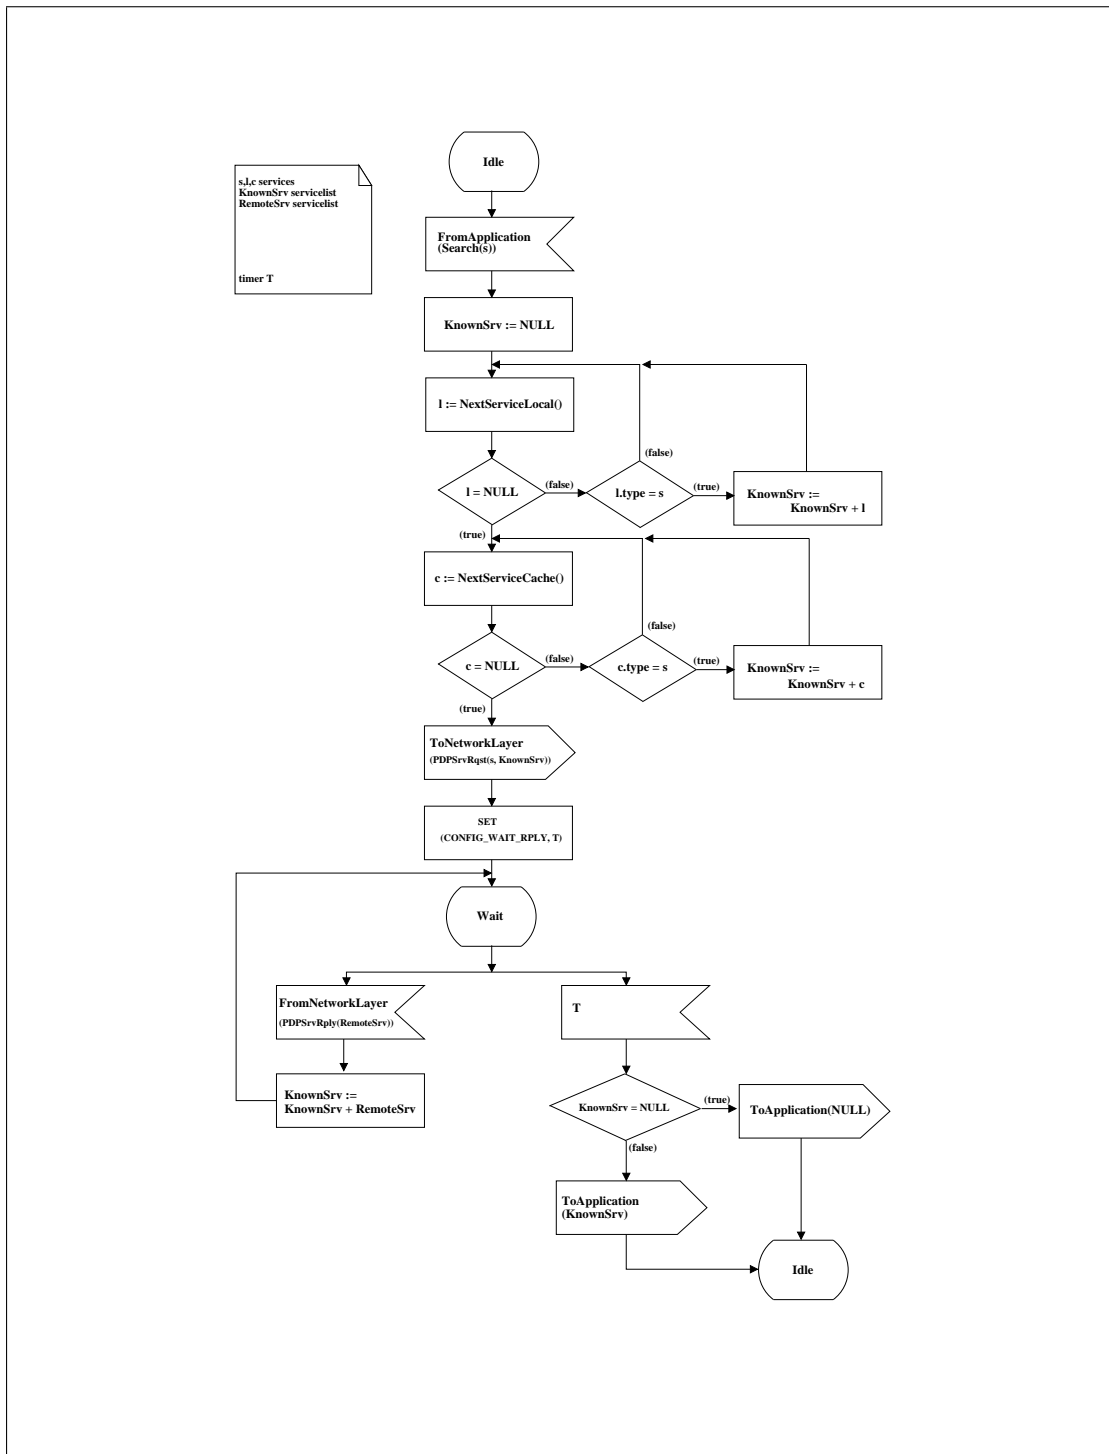 Idle
s,l,c services
KnownSrv servicelist
RemoteSrv servicelist
timer T
FromApplication
(Search(s))
KnownSrv := NULL
l := NextServiceLocal()
(false)
l = NULL
(false)
l.type = s
(true)
KnownSrv :=
KnownSrv + l
(true)
c := NextServiceCache()
(false)
c = NULL
(false)
c.type = s
(true)
KnownSrv :=
KnownSrv + c
(true)
ToNetworkLayer
(PDPSrvRqst(s, KnownSrv))
SET
(CONFIG_WAIT_RPLY, T)
Wait
FromNetworkLayer
(PDPSrvRply(RemoteSrv))
T
KnownSrv :=
KnownSrv + RemoteSrv
KnownSrv = NULL
(true)
ToApplication(NULL)
(false)
ToApplication
(KnownSrv)
Idle